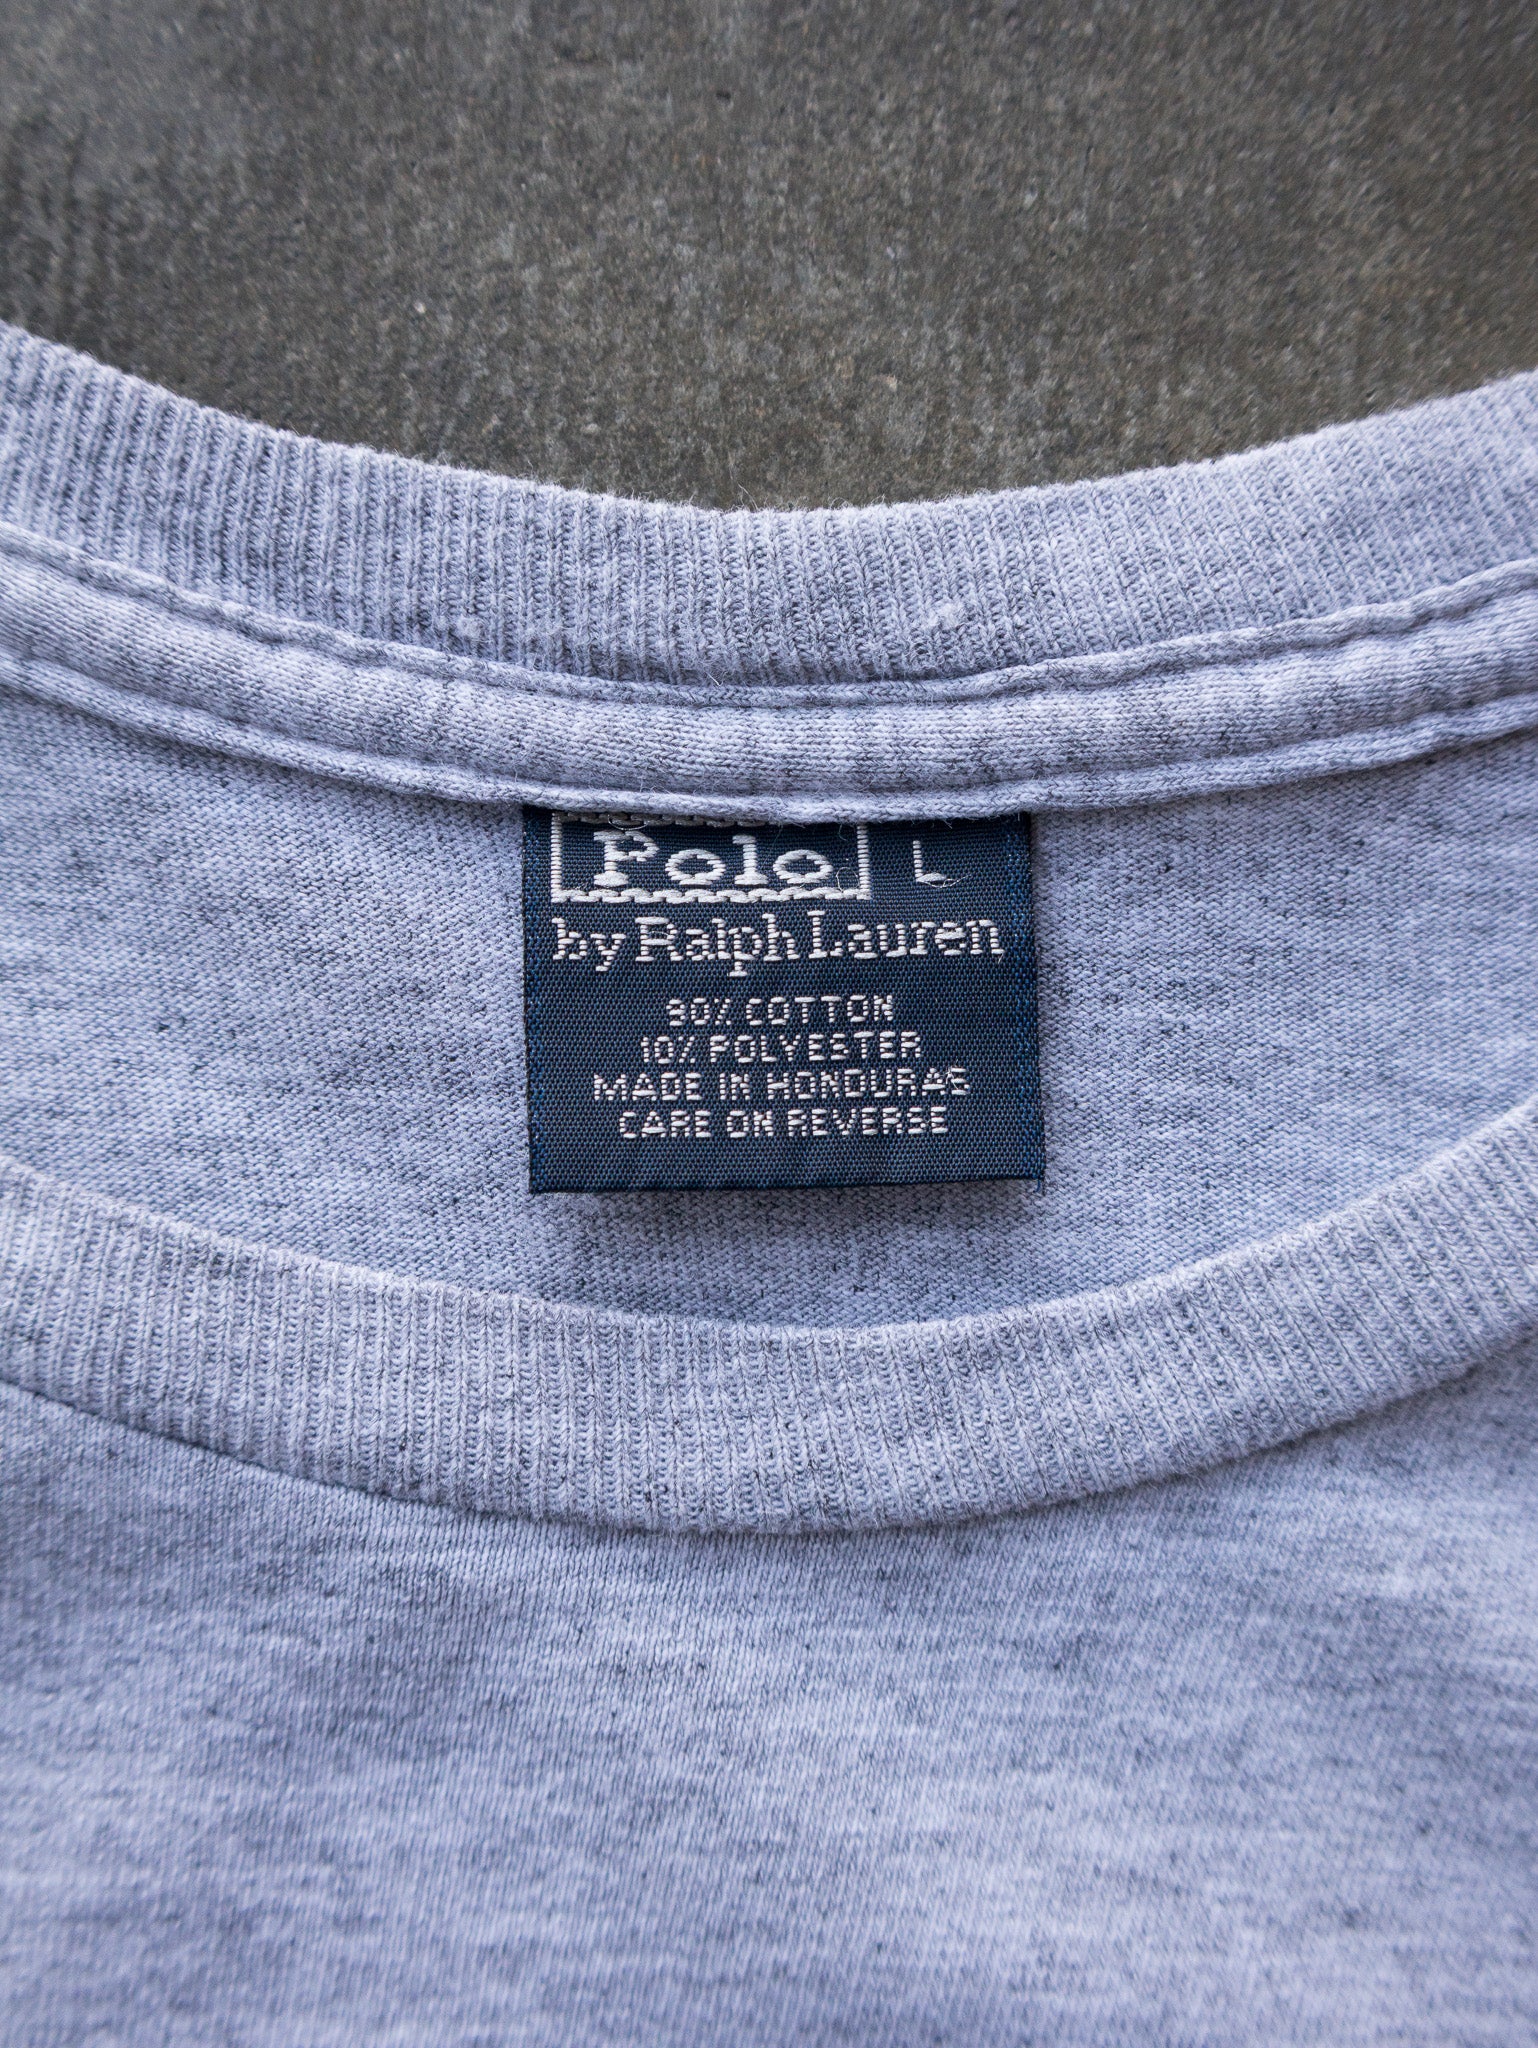 Polo L
by Ralph Lauren
90% COTTON
10% POLYESTER
MADE IN HONDURAS
CARE ON REVERSE